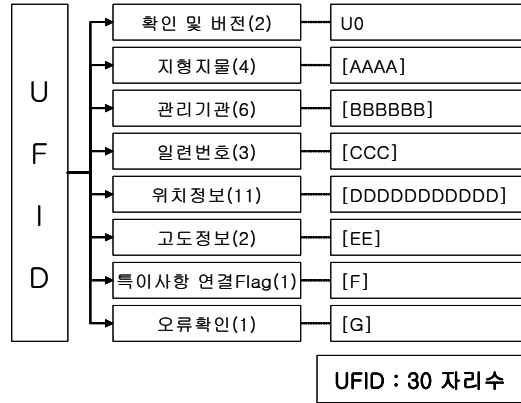 U
F
I
D
확인 및 버전(2) U0
지형지물(4) [AAAA]
관리기관(6) [BBBBBB]
일련번호(3) [CCC]
위치정보(11) [DDDDDDDDDDD]
고도정보(2) [EE]
특이사항 연결Flag(1) [F]
오류확인(1) [G]
UFID : 30 자리수